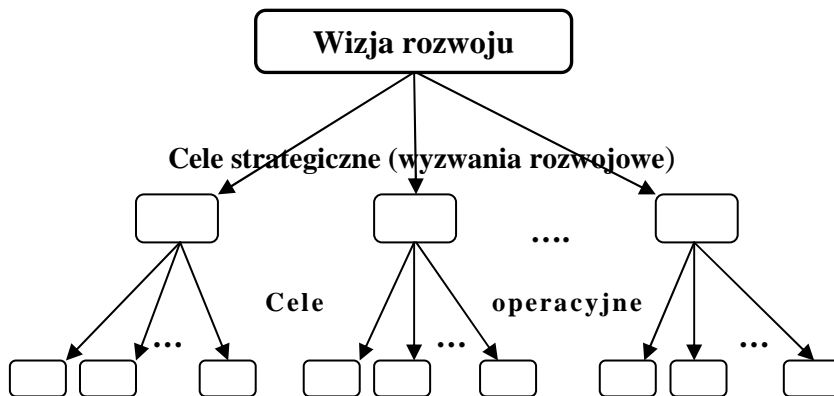 Wizja rozwoju
Cele strategiczne (wyzwania rozwojowe)
….
Cele operacyjne
… … …